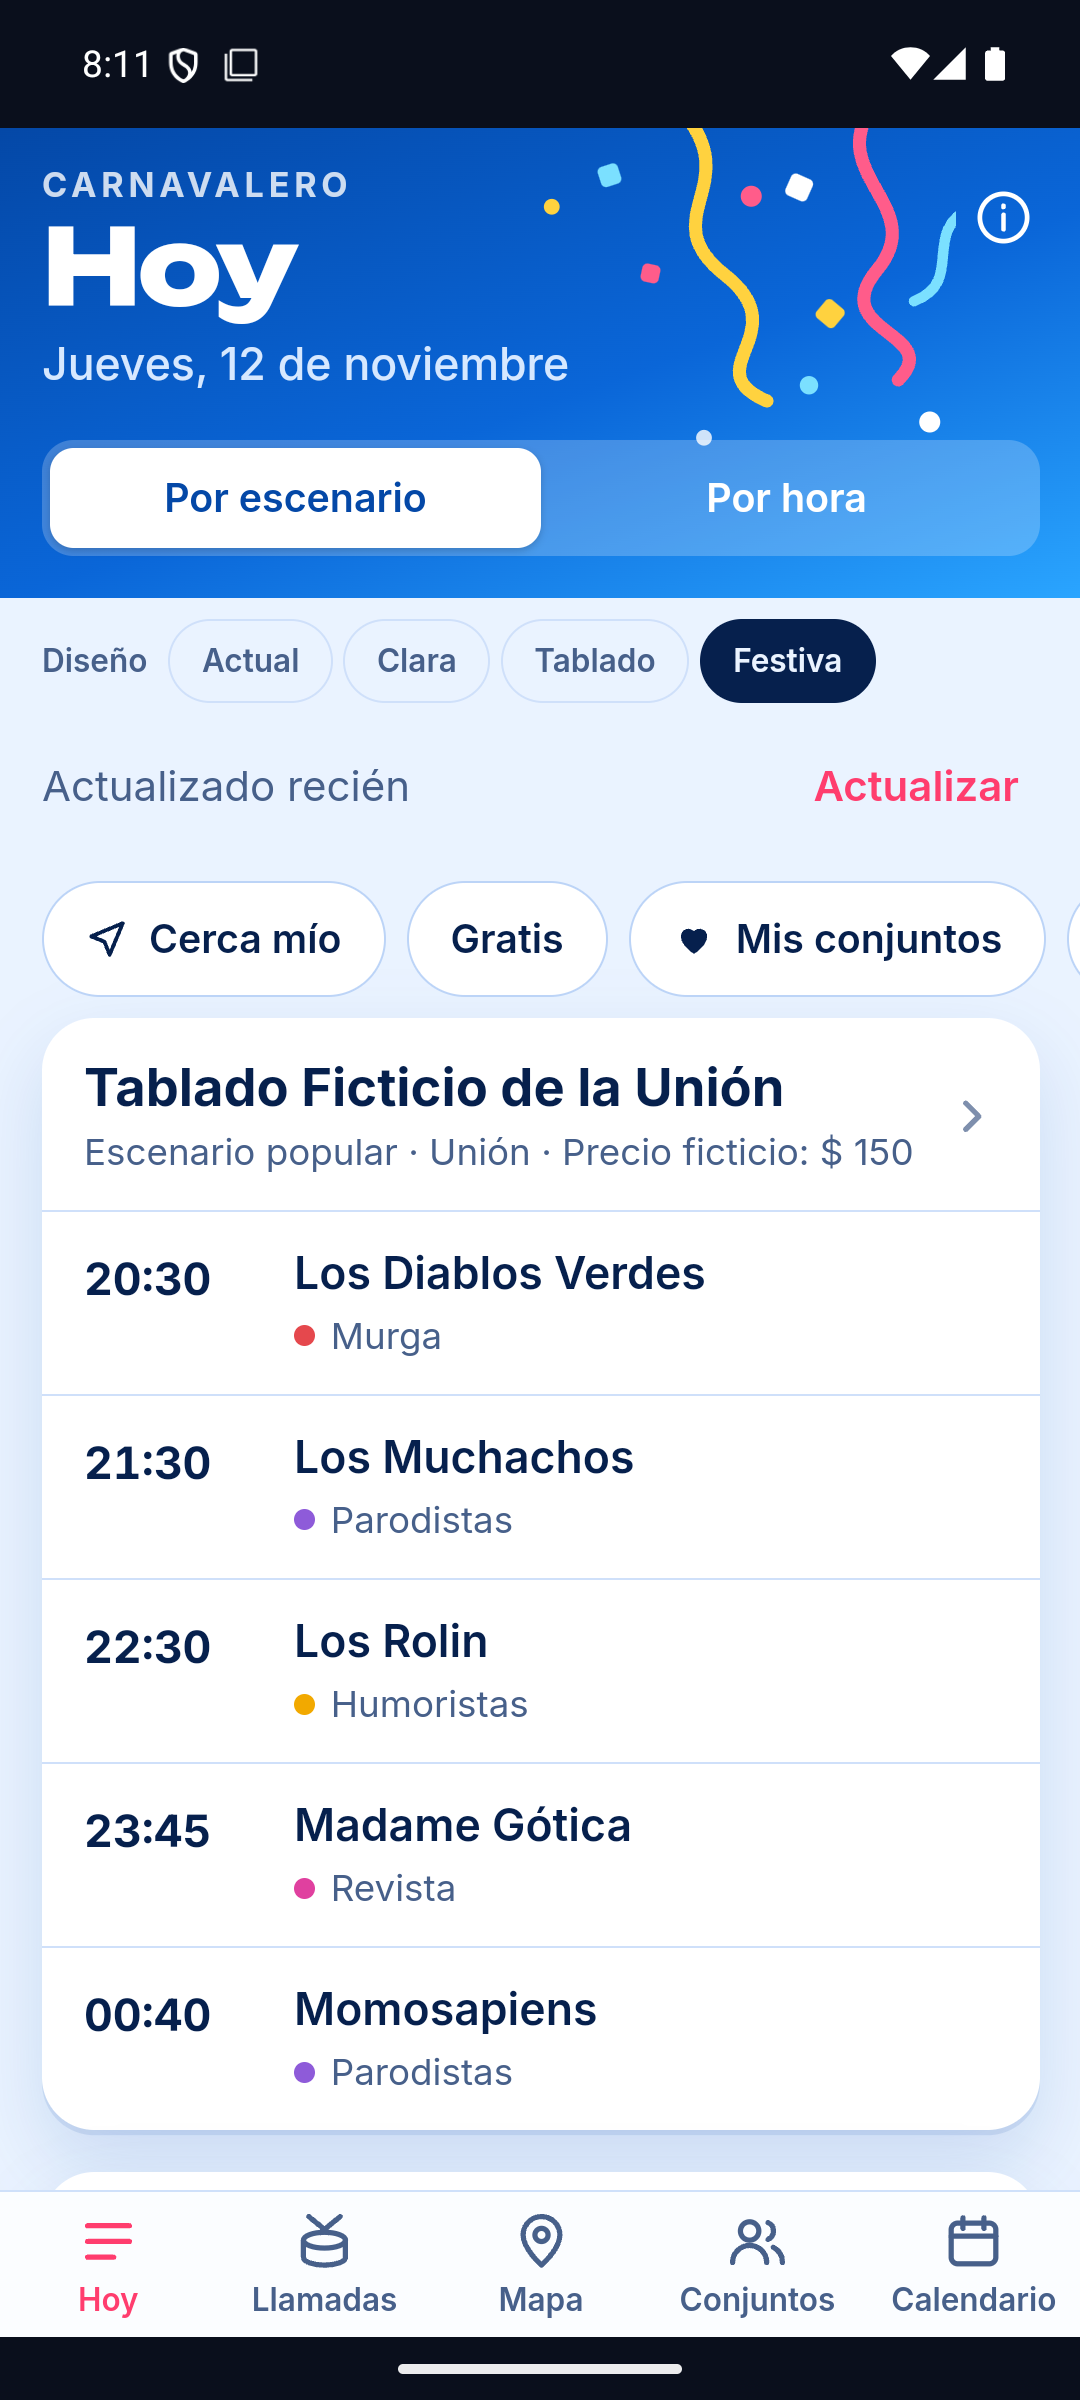 8:11
CARNAVALERO
Hoy
Jueves, 12 de noviembre
Por escenario
Por hora
Diseño
Actual
Clara
Tablado
Festiva
Actualizado recién
Actualizar
Cerca mío
Gratis
Mis conjuntos
Tablado Ficticio de la Unión
Escenario popular · Unión · Precio ficticio: $ 150
20:30
Los Diablos Verdes
Murga
21:30
Los Muchachos
Parodistas
22:30
Los Rolin
Humoristas
23:45
Madame Gótica
Revista
00:40
Momosapiens
Parodistas
Hoy
Llamadas
Mapa
Conjuntos
Calendario